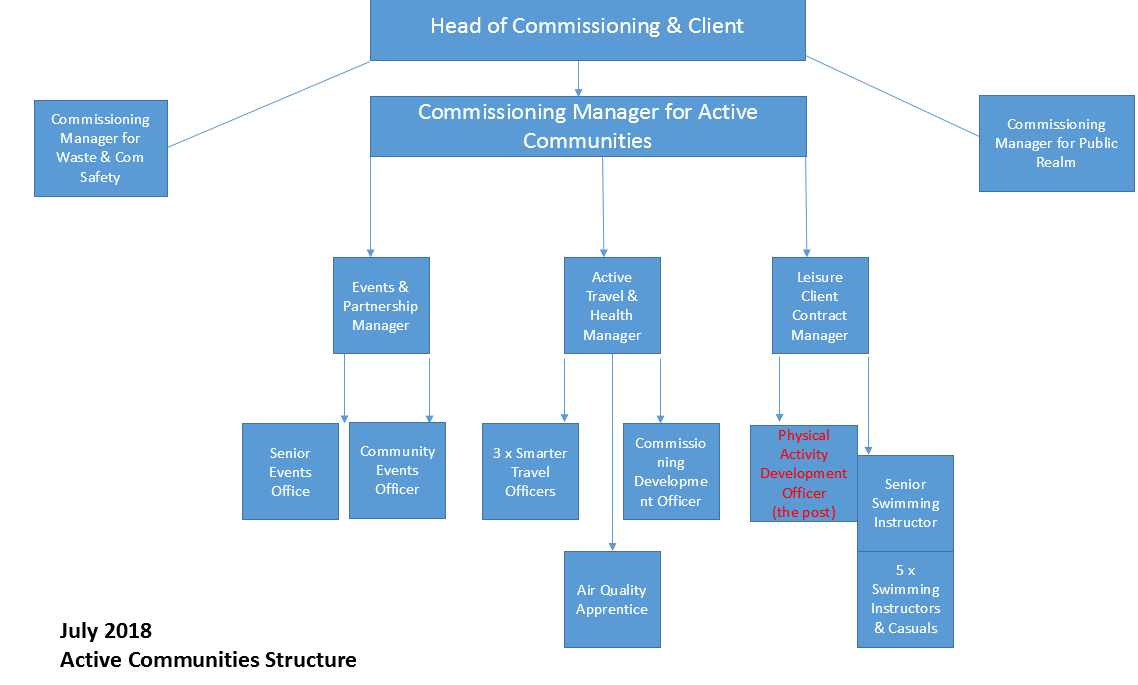 Head of Commissioning & Client
Commissioning
Manager for
Waste & Com
Safety
Commissioning Manager for Active
Communities
Commissioning
Manager for Public
Realm
Events &
Partnership
Manager
Active
Travel &
Health
Manager
Leisure
Client
Contract
Manager
Senior
Events
Office
Community
Events
Officer
3 x Smarter
Travel
Officers
Commissio
ning
Developme
nt Officer
Physical
Activity
Development
Officer
(the post)
Senior
Swimming
Instructor
Air Quality
Apprentice
5 x
Swimming
Instructors
& Casuals
July 2018
Active Communities Structure